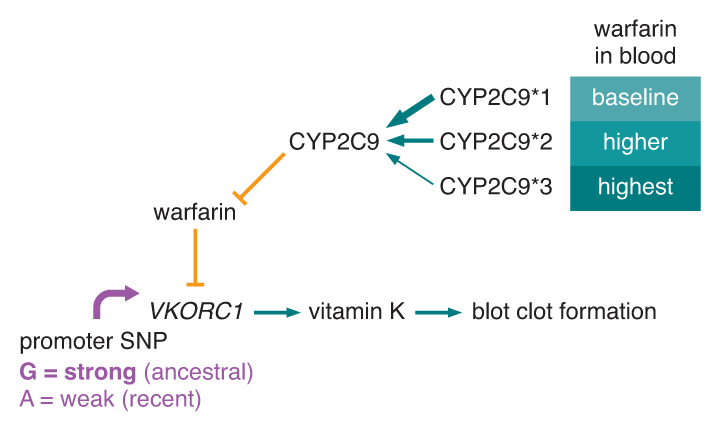 warfarin
in blood
CYP2C9*1
baseline
CYP2C9
CYP2C9*2
higher
CYP2C9*3
highest
warfarin
VKORC1
vitamin K
blot clot formation
promoter SNP
G = strong (ancestral)
A = weak (recent)